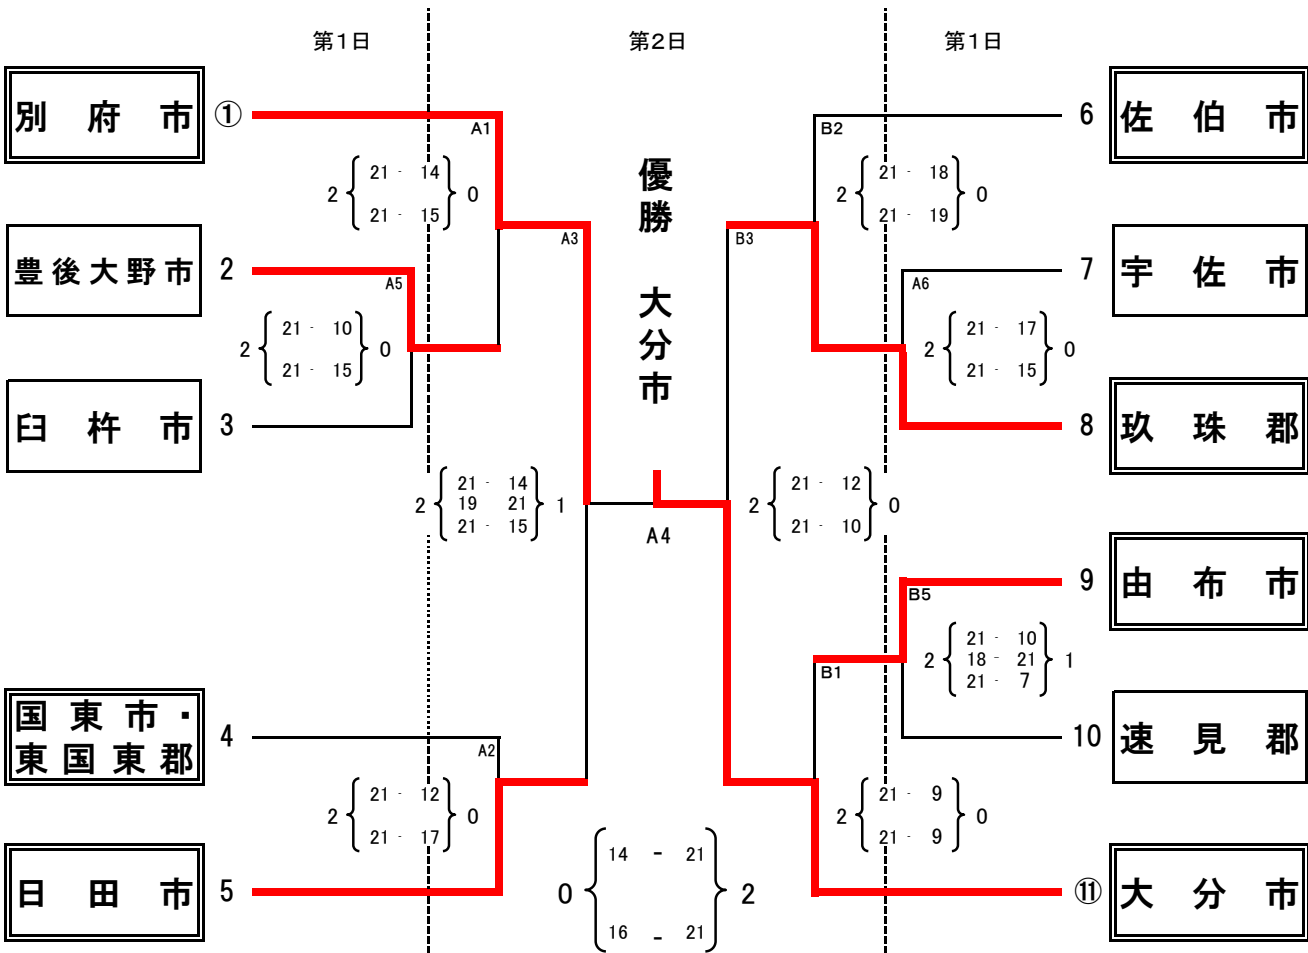 第1日
第2日
第1日
別府市 ①
A1
2 21 - 14 0
21 - 15
豊後大野市 2
A5
2 21 - 10 0
21 - 15
臼杵市 3
A3
2 21 - 14 1
19 21
21 - 15
国東市・
東国東郡
4
A2
2 21 - 12 0
21 - 17
日田市 5
優勝 大分市
A4
0 14 - 21 2
16 - 21
6 佐伯市
B2
2 21 - 18 0
21 - 19
B3
7 宇佐市
A6
2 21 - 17 0
21 - 15
8 玖珠郡
2 21 - 12 0
21 - 10
9 由布市
B5
2 21 - 10 1
18 - 21
21 - 7
B1
10 速見郡
2 21 - 9 0
21 - 9
⑪ 大分市